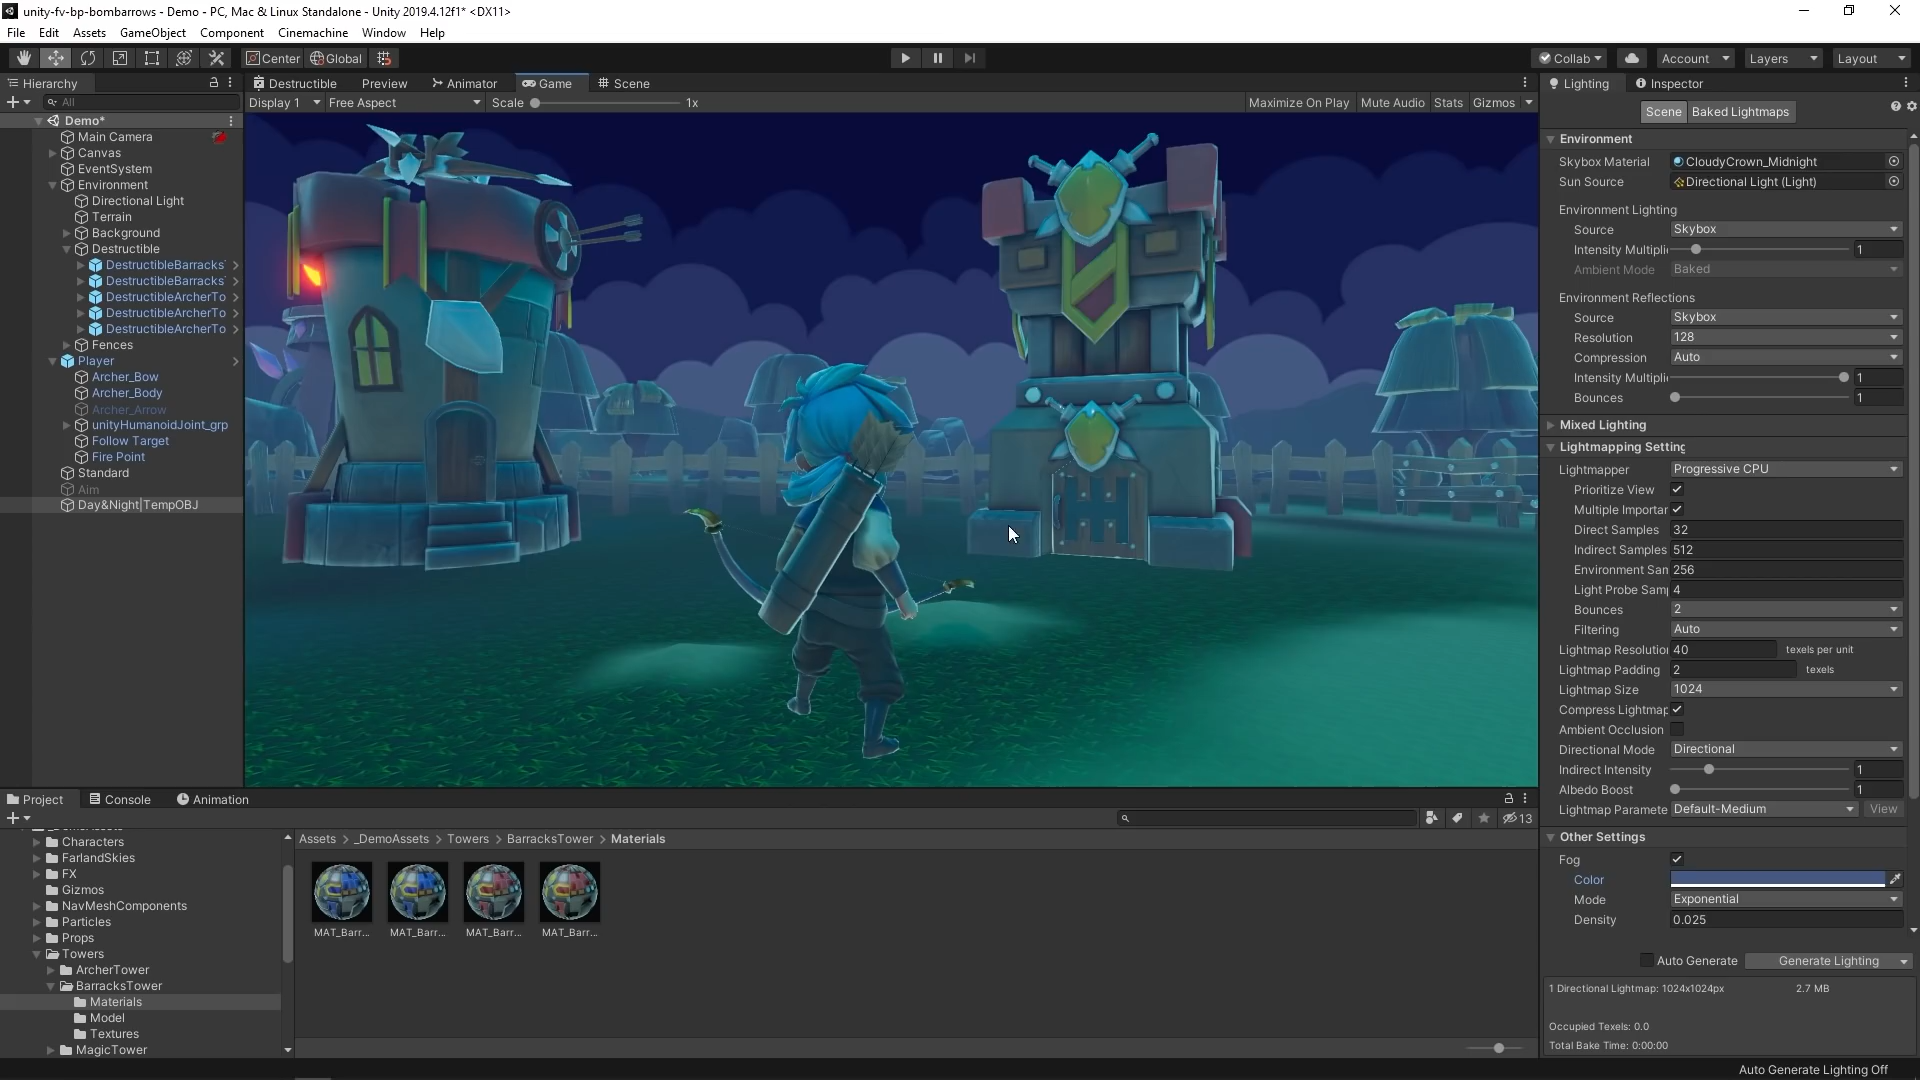 unity-fv-bp-bombarrows - Demo - PC, Mac & Linux Standalone - Unity 2019.4.12f1* <DX11>
File Edit Assets GameObject Component Cinemachine Window Help
Center Global Collab Account Layers Layout
Hierarchy
All
Demo*
Main Camera
Canvas
EventSystem
Environment
Directional Light
Terrain
Background
Destructible
DestructibleBarracks
DestructibleBarracks
DestructibleArcherTo
DestructibleArcherTo
DestructibleArcherTo
Fences
Player
Archer_Bow
Archer_Body
Archer_Arrow
unityHumanoidJoint_grp
Follow Target
Fire Point
Standard
Aim
Day&Night|TempOBJ
Destructible Preview Animator Game Scene
Display 1 Free Aspect Scale 1x Maximize On Play Mute Audio Stats Gizmos
Lighting Inspector
Scene Baked Lightmaps
Environment
Skybox Material CloudyCrown_Midnight
Sun Source Directional Light (Light)
Environment Lighting
Source Skybox
Intensity Multipli 1
Ambient Mode Baked
Environment Reflections
Source Skybox
Resolution 128
Compression Auto
Intensity Multipli 1
Bounces 1
Mixed Lighting
Lightmapping Setting
Lightmapper Progressive CPU
Prioritize View
Multiple Importar
Direct Samples 32
Indirect Samples 512
Environment San 256
Light Probe Samp 4
Bounces 2
Filtering Auto
Lightmap Resolution 40 texels per unit
Lightmap Padding 2 texels
Lightmap Size 1024
Compress Lightmap
Ambient Occlusion
Directional Mode Directional
Indirect Intensity 1
Albedo Boost 1
Lightmap Paramete Default-Medium View
Other Settings
Fog
Color
Mode Exponential
Density 0.025
Auto Generate Generate Lighting
1 Directional Lightmap: 1024x1024px 2.7 MB
Occupied Texels: 0.0
Total Bake Time: 0:00:00
Auto Generate Lighting Off
Project Console Animation
13
Characters
FarlandSkies
FX
Gizmos
NavMeshComponents
Particles
Props
Towers
ArcherTower
BarracksTower
Materials
Model
Textures
MagicTower
Assets > _DemoAssets > Towers > BarracksTower > Materials
MAT_Barr... MAT_Barr... MAT_Barr... MAT_Barr...